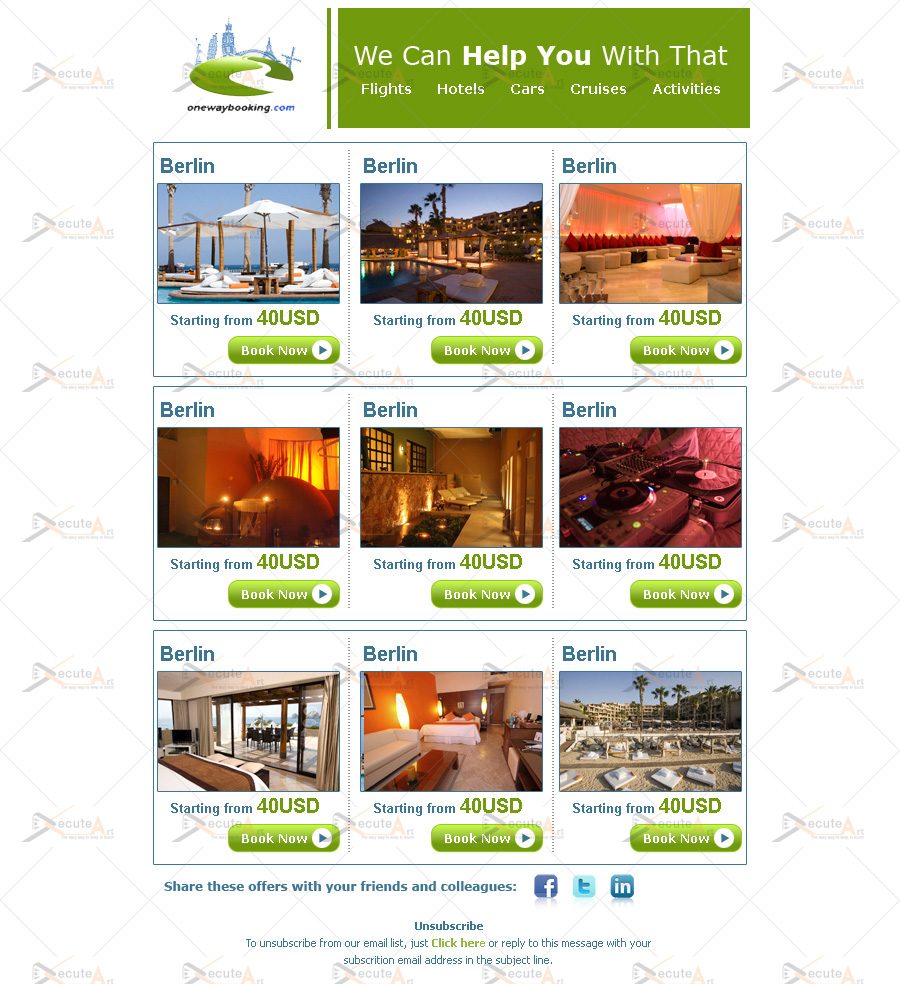 onewaybooking.com
We Can Help You With That
Flights Hotels Cars Cruises Activities
Berlin Berlin Berlin
Starting from 40USD Starting from 40USD Starting from 40USD
Book Now Book Now Book Now
Berlin Berlin Berlin
Starting from 40USD Starting from 40USD Starting from 40USD
Book Now Book Now Book Now
Berlin Berlin Berlin
Starting from 40USD Starting from 40USD Starting from 40USD
Book Now Book Now Book Now
Share these offers with your friends and colleagues:
Unsubscribe
To unsubscribe from our email list, just Click here or reply to this message with your
subscrition email address in the subject line.